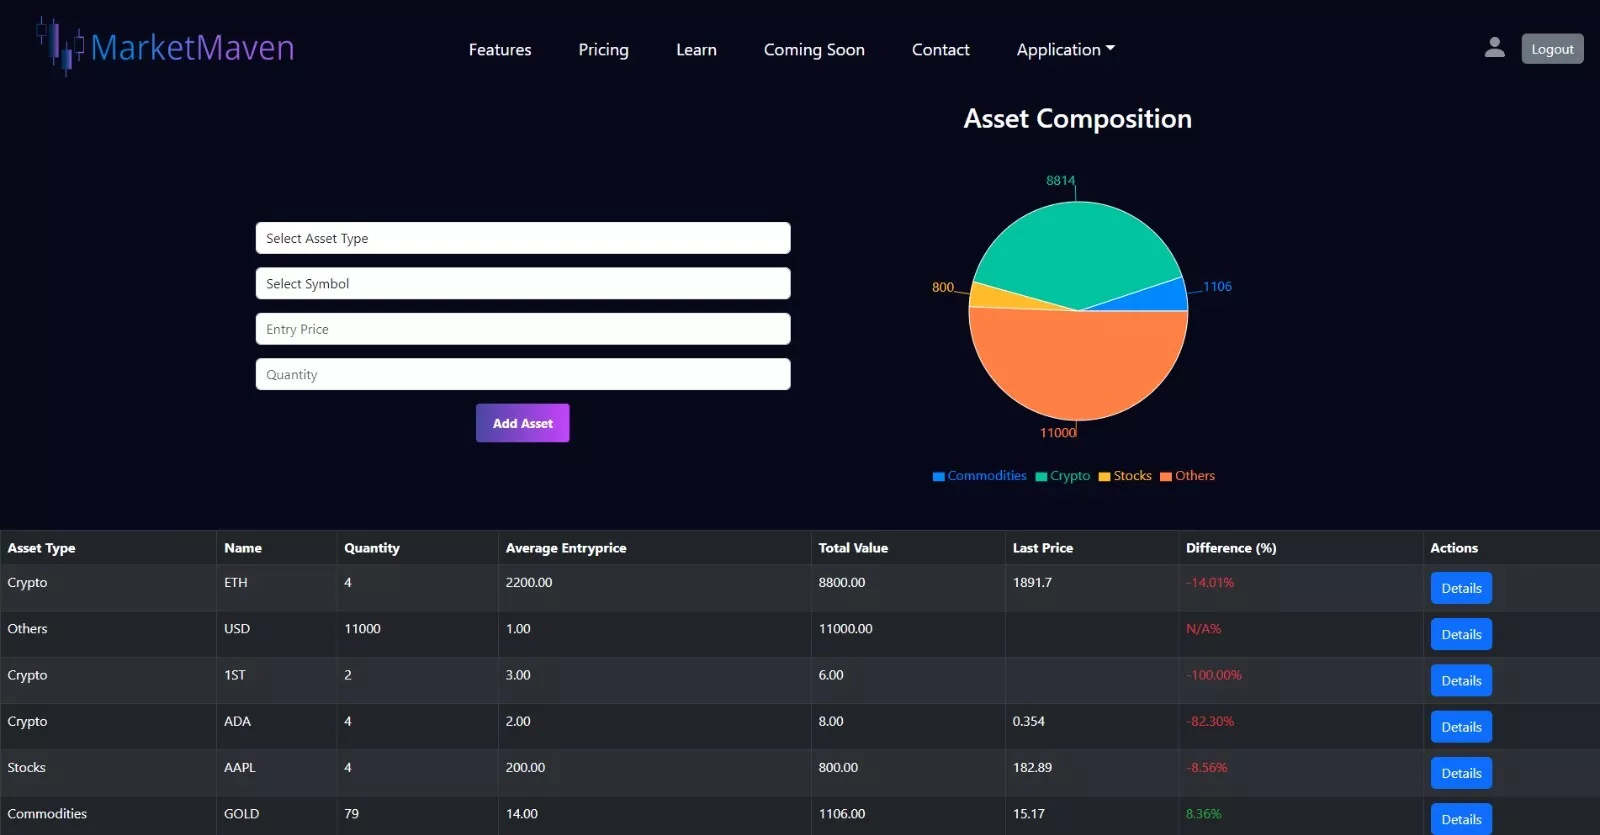 MarketMaven
Features Pricing Learn Coming Soon Contact Application
Logout
Asset Composition
Select Asset Type
Select Symbol
Entry Price
Quantity
Add Asset
8814
800
1106
11000
Commodities Crypto Stocks Others
Asset Type Name Quantity Average Entryprice Total Value Last Price Difference (%) Actions
Crypto ETH 4 2200.00 8800.00 1891.7 -14.01% Details
Others USD 11000 1.00 11000.00 N/A% Details
Crypto 1ST 2 3.00 6.00 -100.00% Details
Crypto ADA 4 2.00 8.00 0.354 -82.30% Details
Stocks AAPL 4 200.00 800.00 182.89 -8.56% Details
Commodities GOLD 79 14.00 1106.00 15.17 8.36% Details